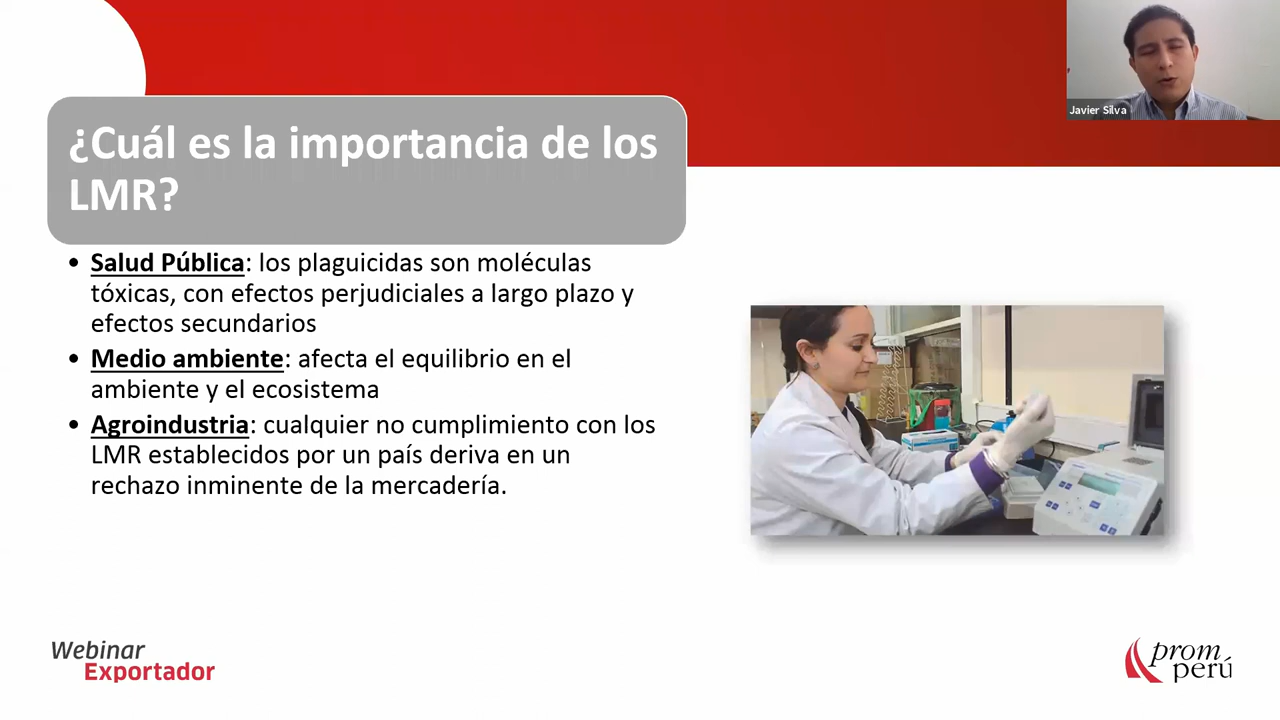 Javier Silva
¿Cuál es la importancia de los
LMR?
• Salud Pública: los plaguicidas son moléculas
tóxicas, con efectos perjudiciales a largo plazo y
efectos secundarios
• Medio ambiente: afecta el equilibrio en el
ambiente y el ecosistema
• Agroindustria: cualquier no cumplimiento con los
LMR establecidos por un país deriva en un
rechazo inminente de la mercadería.
Webinar
Exportador
prom
perú